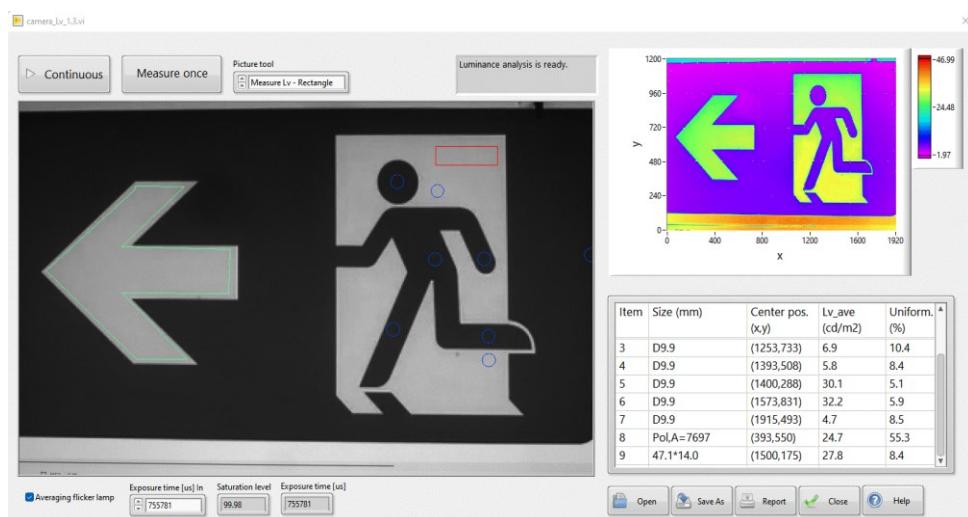 camera_Lv_1.3.vi
Continuous
Measure once
Picture tool
Measure Lv - Rectangle
Luminance analysis is ready.
1200
960
720
480
240
0
y
0 400 800 1200 1600 1920
x
46.99
24.48
1.97
Item Size (mm) Center pos. (x,y) Lv_ave (cd/m2) Uniform. (%)
3 D9.9 (1253,733) 6.9 10.4
4 D9.9 (1393,508) 5.8 8.4
5 D9.9 (1400,288) 30.1 5.1
6 D9.9 (1573,831) 32.2 5.9
7 D9.9 (1915,493) 4.7 8.5
8 Pol,A=7697 (393,550) 24.7 55.3
9 47.1*14.0 (1500,175) 27.8 8.4
Averaging flicker lamp
Exposure time [us] In
755781
Saturation level
99.98
Exposure time [us]
755781
Open
Save As
Report
Close
Help